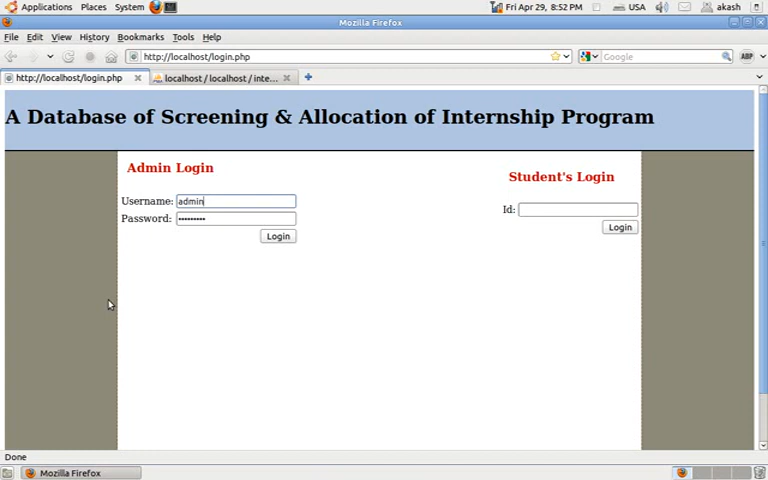 Applications Places System Fri Apr 29, 8:52 PM USA akash
Mozilla Firefox
File Edit View History Bookmarks Tools Help
http://localhost/login.php Google ABP
http://localhost/login.php localhost / localhost / inte...
A Database of Screening & Allocation of Internship Program
Admin Login
Student's Login
Username: admin
Id:
Password: •••••••••
Login
Login
Done
Mozilla Firefox